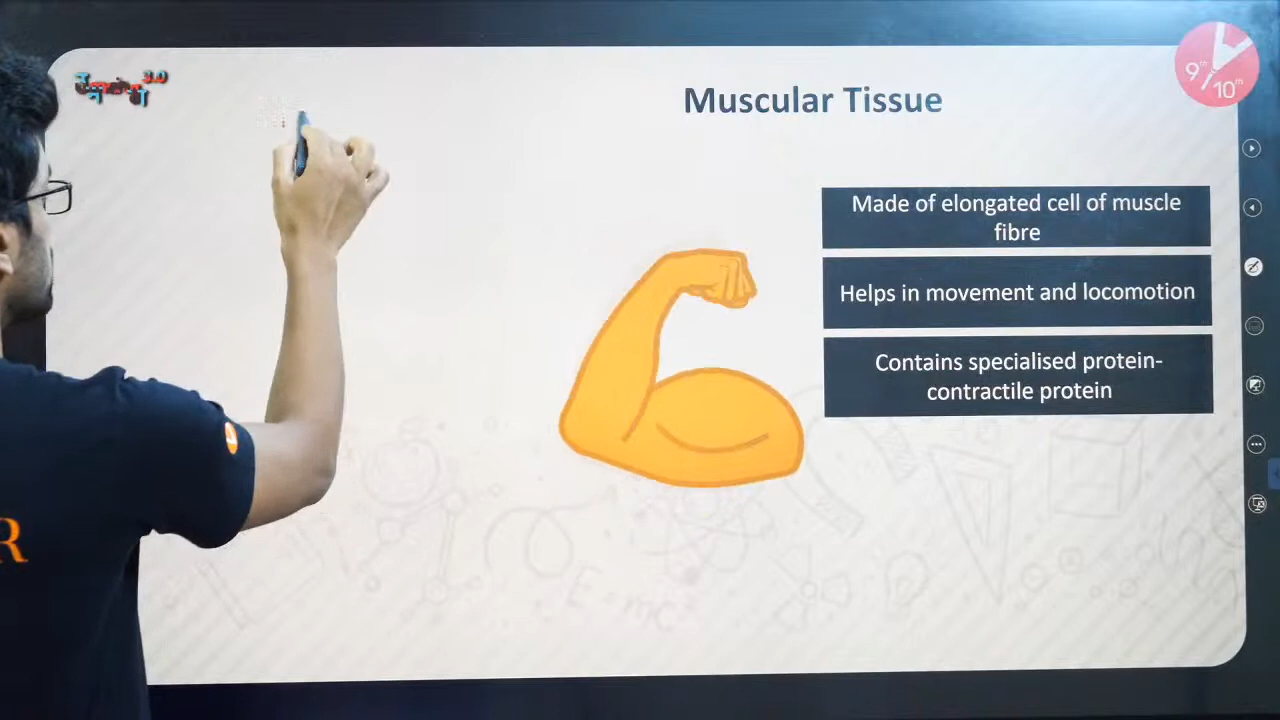 Muscular Tissue
9th
10th
Made of elongated cell of muscle
fibre
Helps in movement and locomotion
Contains specialised protein-
contractile protein
E=mc²
R